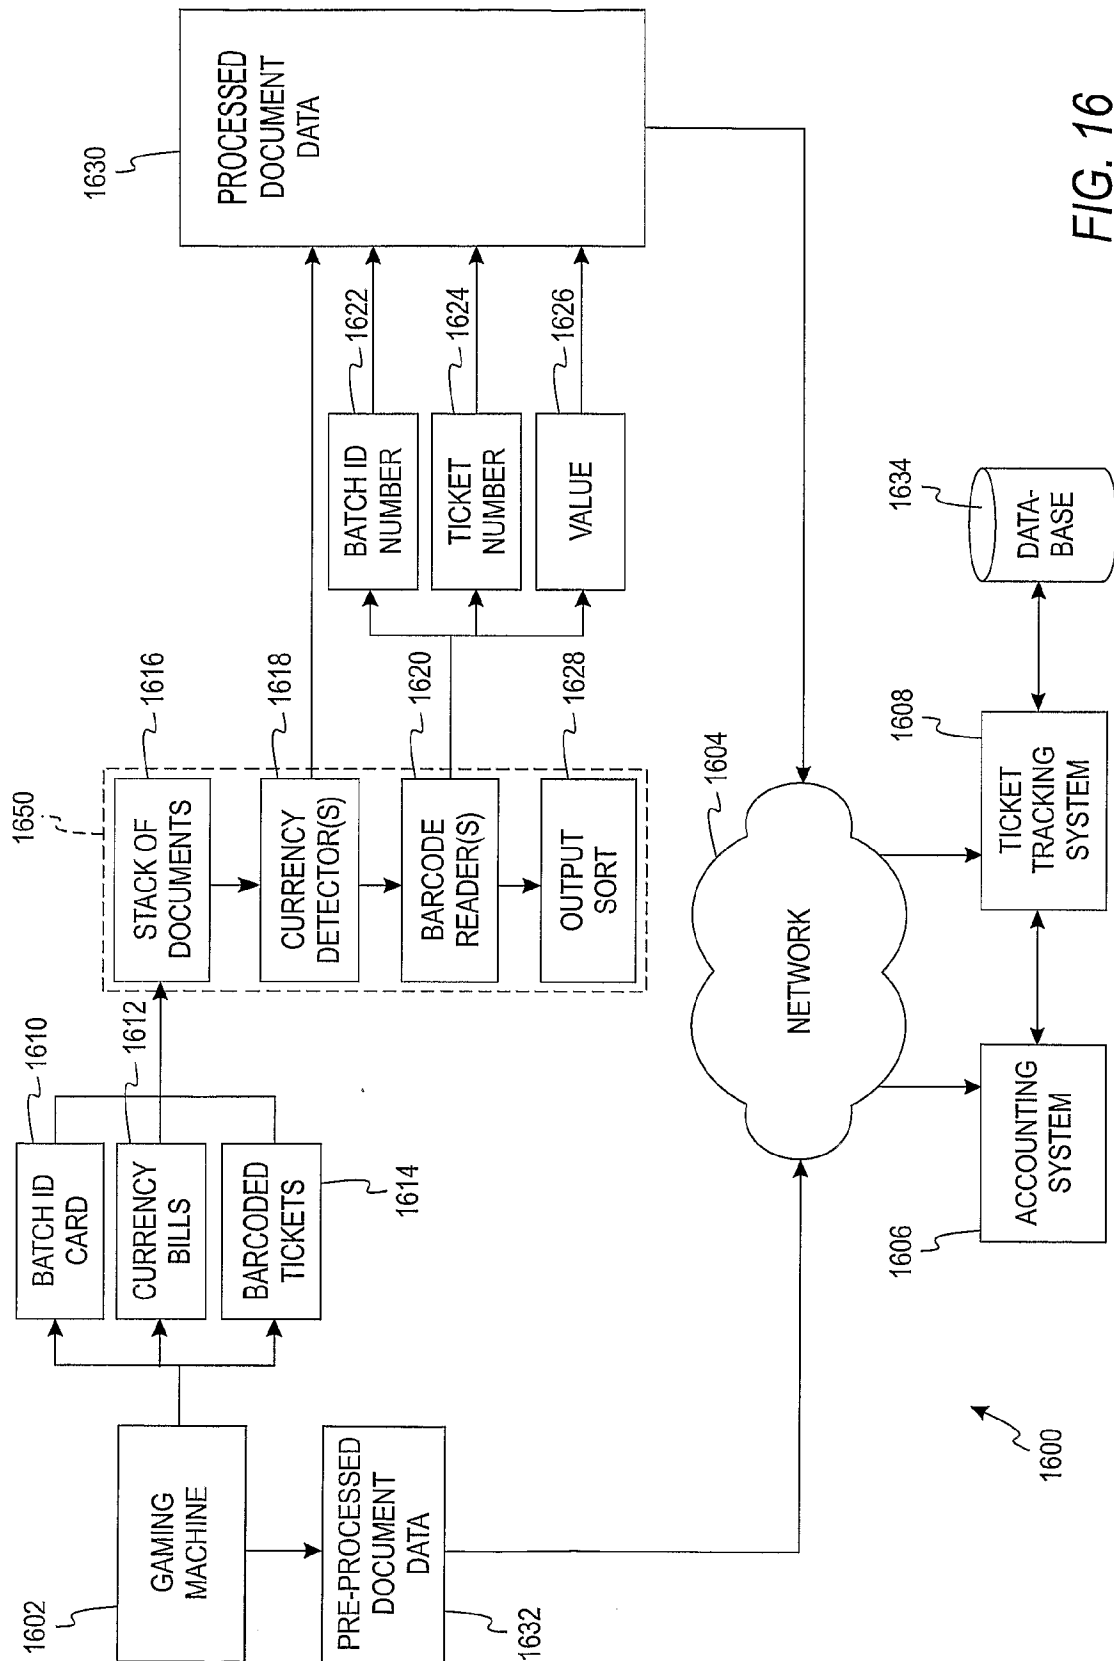 1602
GAMING
MACHINE
1632
PRE-PROCESSED
DOCUMENT
DATA
1610
BATCH ID
CARD
1612
CURRENCY
BILLS
1614
BARCODED
TICKETS
1650
1616
STACK OF
DOCUMENTS
1618
CURRENCY
DETECTOR(S)
1620
BARCODE
READER(S)
1628
OUTPUT
SORT
1622
BATCH ID
NUMBER
1624
TICKET
NUMBER
1626
VALUE
1630
PROCESSED
DOCUMENT
DATA
1604
NETWORK
1606
ACCOUNTING
SYSTEM
1608
TICKET
TRACKING
SYSTEM
1634
DATA-
BASE
1600
FIG. 16